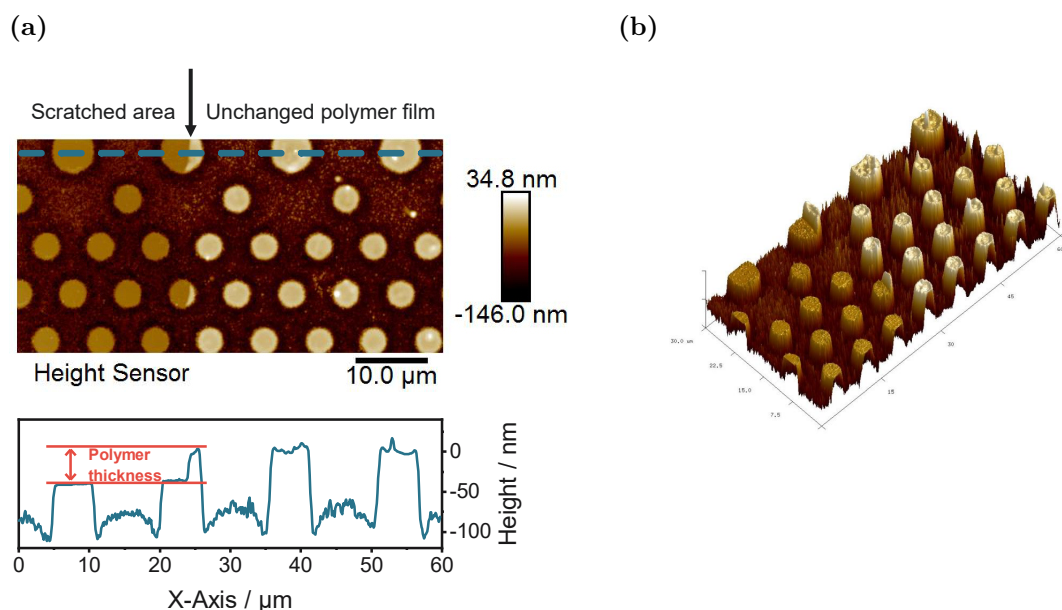 (a)
Scratched area
Unchanged polymer film
34.8 nm
-146.0 nm
Height Sensor
10.0 µm
Polymer
thickness
0
-50
-100
Height / nm
0
10
20
30
40
50
60
X-Axis / µm
(b)
30.0 um
22.5
15.0
7.5
15
30
45